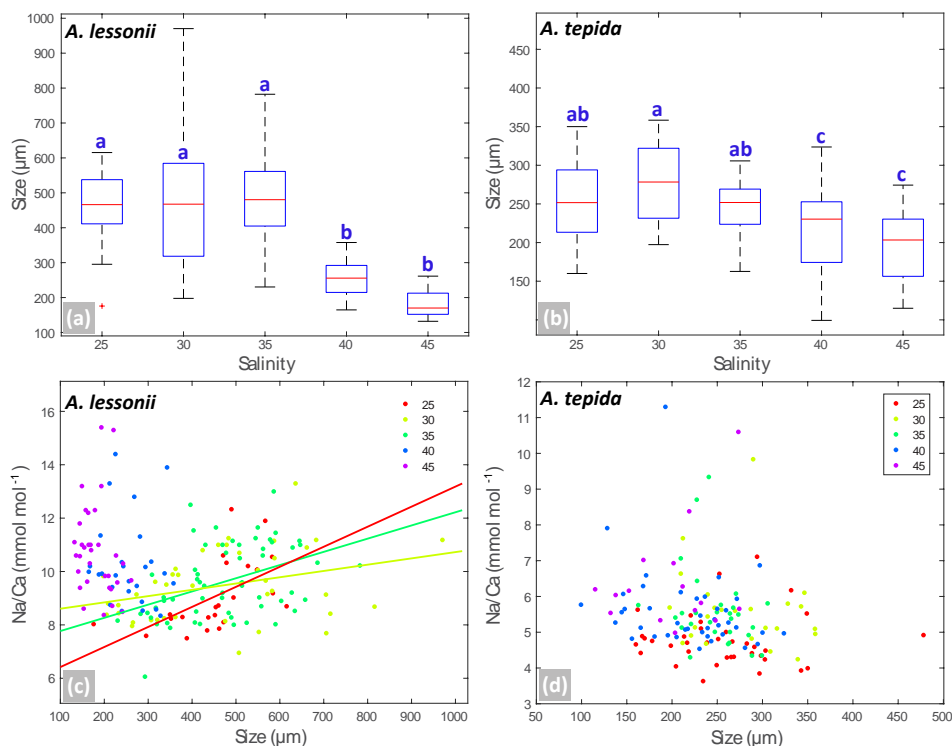 A. lessonii
1000
900
800
700
600
500
400
300
200
100
Size (µm)
a
a
a
b
b
(a)
25
30
35
40
45
Salinity
A. tepida
450
400
350
300
250
200
150
Size (µm)
ab
a
ab
c
c
(b)
25
30
35
40
45
Salinity
A. lessonii
16
14
12
10
8
6
Na/Ca (mmol mol⁻¹)
25
30
35
40
45
(c)
100 200 300 400 500 600 700 800 900 1000
Size (µm)
A. tepida
12
11
10
9
8
7
6
5
4
3
Na/Ca (mmol mol⁻¹)
25
30
35
40
45
(d)
50 100 150 200 250 300 350 400 450 500
Size (µm)